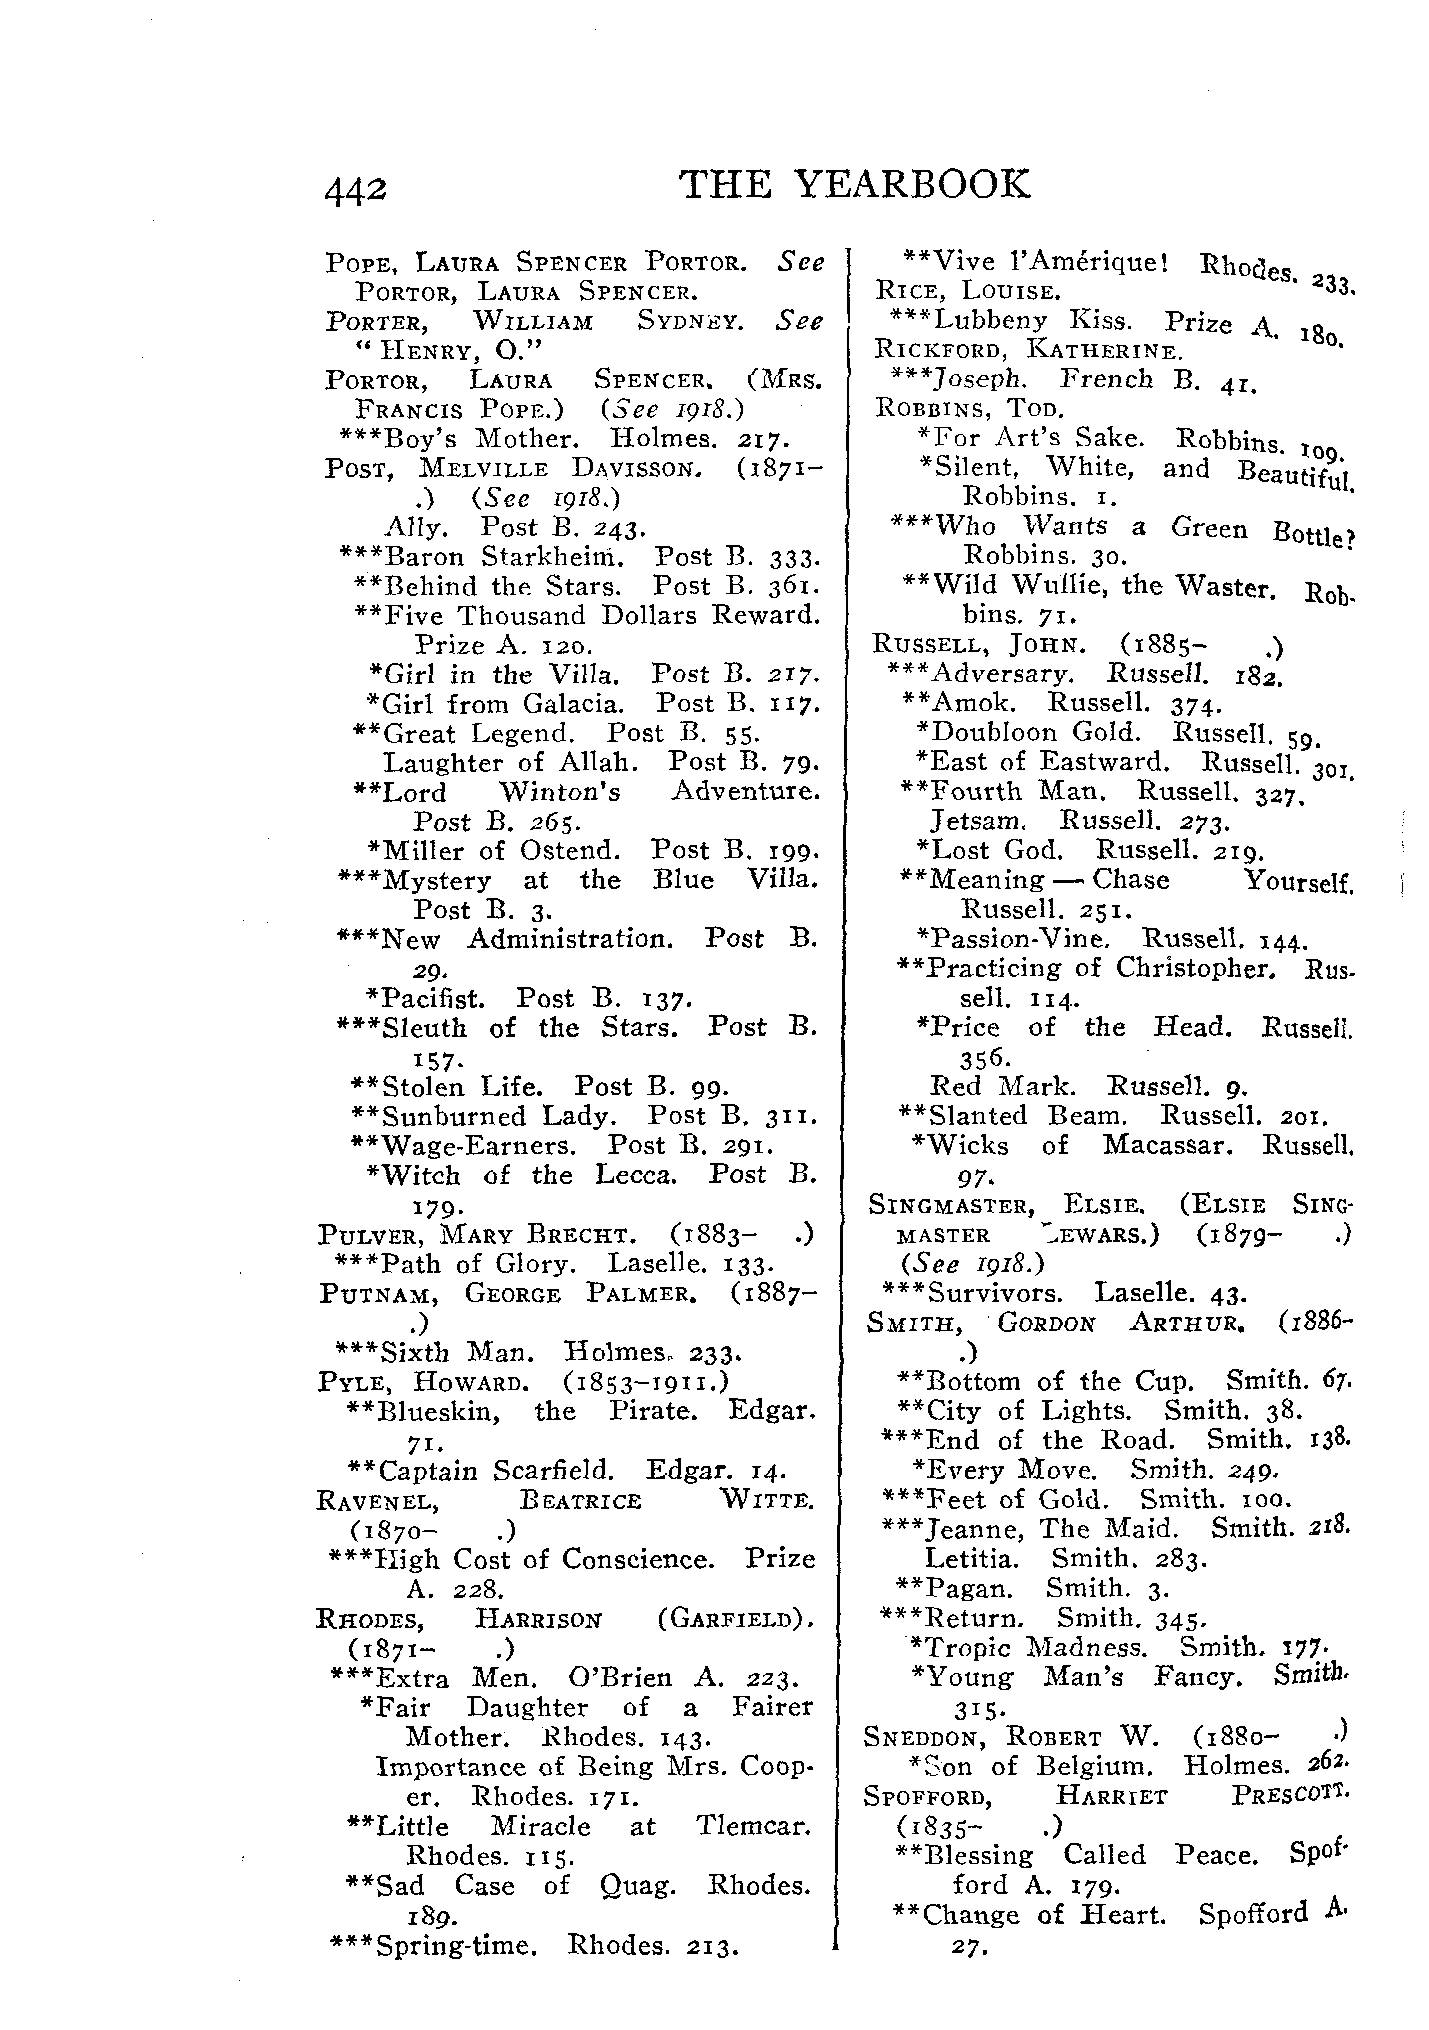 442 THE YEARBOOK
POPE, LAURA SPENCER PORTOR. See
PORTOR, LAURA SPENCER.
PORTER, WILLIAM SYDNEY. See
“HENRY, O.”
PORTOR, LAURA SPENCER. (MRS.
FRANCIS POPE.) (See 1918.)
***Boy's Mother. Holmes. 217.
POST, MELVILLE DAVISSON. (1871–
.) (See 1918.)
Ally. Post B. 243.
***Baron Starkheim. Post B. 333.
**Behind the Stars. Post B. 361.
**Five Thousand Dollars Reward.
Prize A. 120.
*Girl in the Villa. Post B. 217.
*Girl from Galacia. Post B. 117.
**Great Legend. Post B. 55.
Laughter of Allah. Post B. 79.
**Lord Winton's Adventure.
Post B. 265.
*Miller of Ostend. Post B. 199.
***Mystery at the Blue Villa.
Post B. 3.
***New Administration. Post B.
29.
*Pacifist. Post B. 137.
***Sleuth of the Stars. Post B.
157.
**Stolen Life. Post B. 99.
**Sunburned Lady. Post B. 311.
**Wage-Earners. Post B. 291.
*Witch of the Lecca. Post B.
179.
PULVER, MARY BRECHT. (1883– .)
***Path of Glory. Laselle. 133.
PUTNAM, GEORGE PALMER. (1887–
.)
***Sixth Man. Holmes. 233.
PYLE, HOWARD. (1853–1911.)
**Blueskin, the Pirate. Edgar.
71.
**Captain Scarfield. Edgar. 14.
RAVENEL, BEATRICE WITTE.
(1870– .)
***High Cost of Conscience. Prize
A. 228.
RHODES, HARRISON (GARFIELD).
(1871– .)
***Extra Men. O'Brien A. 223.
*Fair Daughter of a Fairer
Mother. Rhodes. 143.
Importance of Being Mrs. Coop-
er. Rhodes. 171.
**Little Miracle at Tlemcar.
Rhodes. 115.
**Sad Case of Quag. Rhodes.
189.
***Spring-time. Rhodes. 213.
**Vive l'Amérique! Rhodes. 233.
RICE, LOUISE.
***Lubbeny Kiss. Prize A. 180.
RICKFORD, KATHERINE.
***Joseph. French B. 41.
ROBBINS, TOD.
*For Art's Sake. Robbins. 109.
*Silent, White, and Beautiful.
Robbins. 1.
***Who Wants a Green Bottle?
Robbins. 30.
**Wild Wullie, the Waster. Rob-
bins. 71.
RUSSELL, JOHN. (1885– .)
***Adversary. Russell. 182.
**Amok. Russell. 374.
*Doubloon Gold. Russell. 59.
*East of Eastward. Russell. 301.
**Fourth Man. Russell. 327.
Jetsam. Russell. 273.
*Lost God. Russell. 219.
**Meaning — Chase Yourself.
Russell. 251.
*Passion-Vine. Russell. 144.
**Practicing of Christopher. Rus-
sell. 114.
*Price of the Head. Russell.
356.
Red Mark. Russell. 9.
**Slanted Beam. Russell. 201.
*Wicks of Macassar. Russell.
97.
SINGMASTER, ELSIE. (ELSIE SING-
MASTER LEWARS.) (1879– .)
(See 1918.)
***Survivors. Laselle. 43.
SMITH, GORDON ARTHUR. (1886–
.)
**Bottom of the Cup. Smith. 67.
**City of Lights. Smith. 38.
***End of the Road. Smith. 138.
*Every Move. Smith. 249.
***Feet of Gold. Smith. 100.
***Jeanne, The Maid. Smith. 218.
Letitia. Smith. 283.
**Pagan. Smith. 3.
***Return. Smith. 345.
*Tropic Madness. Smith. 177.
*Young Man's Fancy. Smith.
315.
SNEDDON, ROBERT W. (1880– .)
*Son of Belgium. Holmes. 262.
SPOFFORD, HARRIET PRESCOTT.
(1835– .)
**Blessing Called Peace. Spof-
ford A. 179.
**Change of Heart. Spofford A.
27.